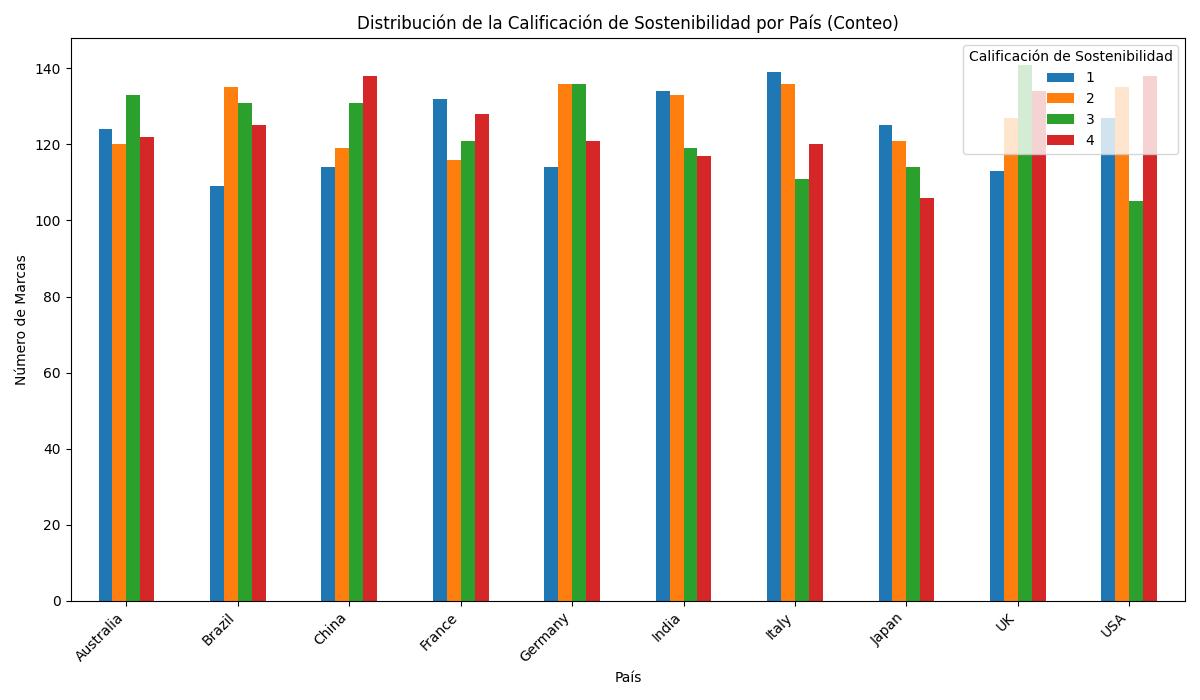 Distribución de la Calificación de Sostenibilidad por País (Conteo)
Calificación de Sostenibilidad
1
2
3
4
Número de Marcas
140
120
100
80
60
40
20
0
Australia
Brazil
China
France
Germany
India
Italy
Japan
UK
USA
País